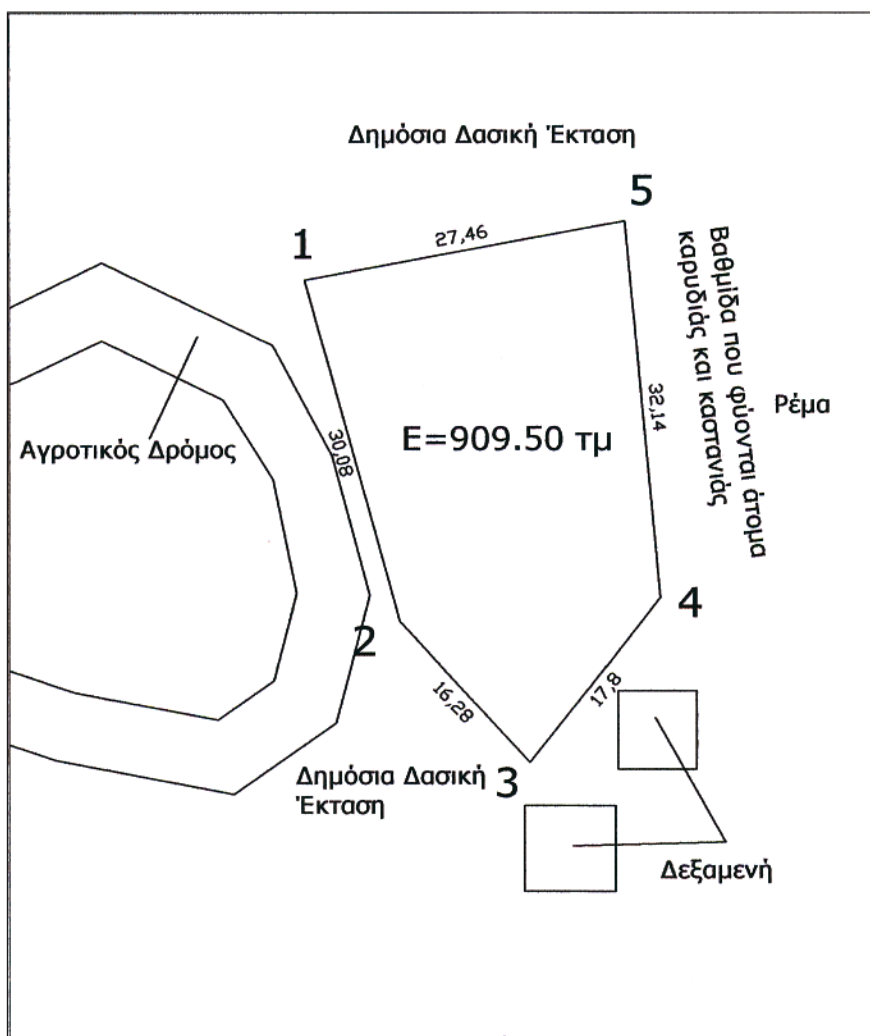 Δημόσια Δασική Έκταση
5
1
27,46
Βαθμίδα που φύονται άτομα
καρυδιάς και καστανιάς
32,14
Ρέμα
E=909.50 τμ
Αγροτικός Δρόμος
30,08
4
2
16,28
17,8
Δημόσια Δασική
Έκταση
3
Δεξαμενή